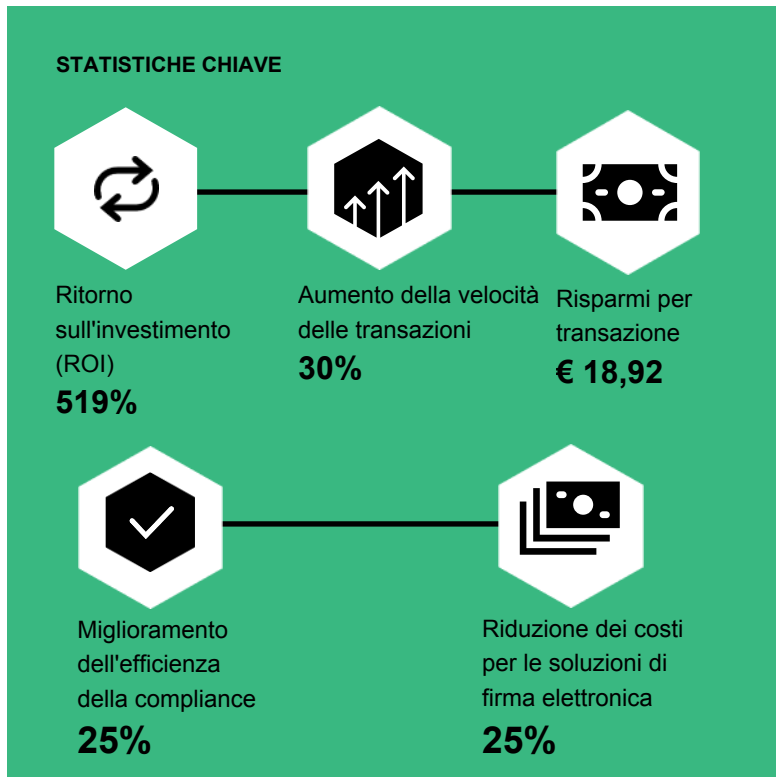 STATISTICHE CHIAVE
Ritorno
sull'investimento
(ROI)
519%
Aumento della velocità
delle transazioni
30%
Risparmi per
transazione
€ 18,92
Miglioramento
dell'efficienza
della compliance
25%
Riduzione dei costi
per le soluzioni di
firma elettronica
25%